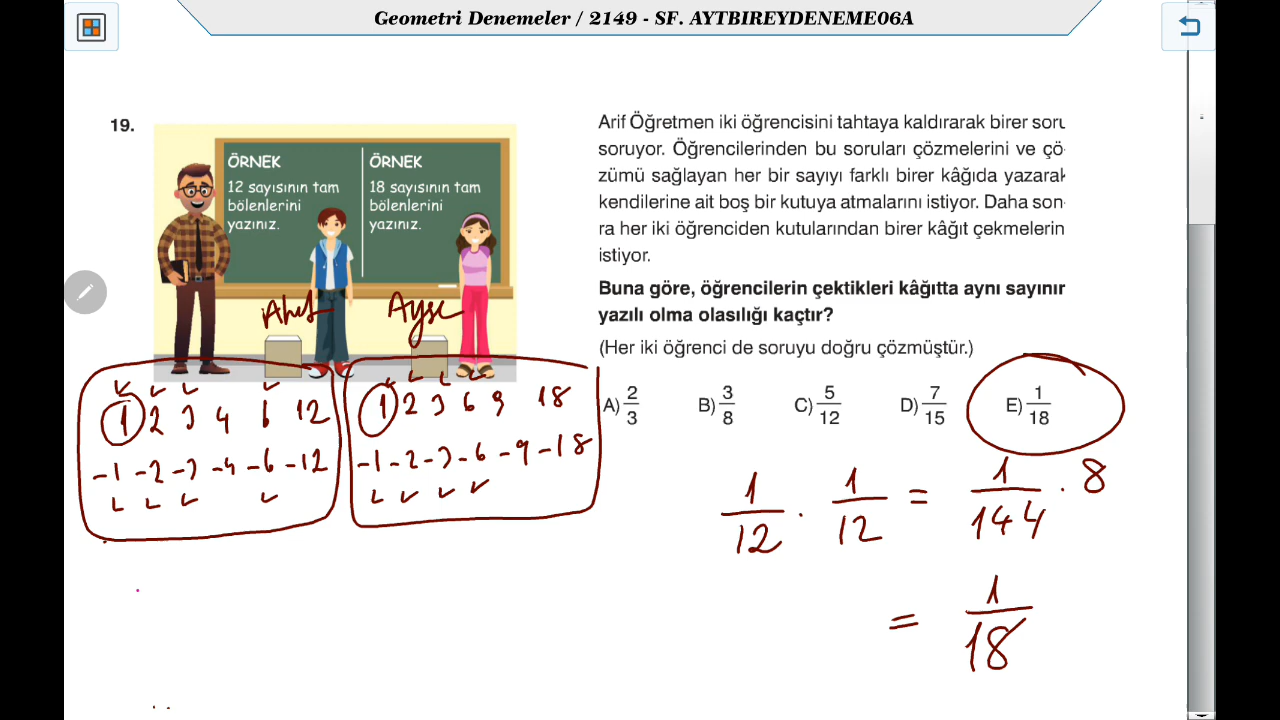 Geometri Denemeler / 2149 - SF. AYTBIREYDENEME06A
19.
ÖRNEK
12 sayısının tam
bölenlerini
yazınız.
ÖRNEK
18 sayısının tam
bölenlerini
yazınız.
Arif Öğretmen iki öğrencisini tahtaya kaldırarak birer soru
soruyor. Öğrencilerinden bu soruları çözmelerini ve çö-
zümü sağlayan her bir sayıyı farklı birer kâğıda yazarak
kendilerine ait boş bir kutuya atmalarını istiyor. Daha son-
ra her iki öğrenciden kutularından birer kâğıt çekmelerin
istiyor.
Buna göre, öğrencilerin çektikleri kâğıtta aynı sayının
yazılı olma olasılığı kaçtır?
(Her iki öğrenci de soruyu doğru çözmüştür.)
A) 2/3 B) 3/8 C) 5/12 D) 7/15 E) 1/18
Ayşe
1 2 3 4 6 12
-1 -2 -3 -4 -6 -12
1 2 3 6 9 18
-1 -2 -3 -6 -9 -18
1/12 . 1/12 = 1/144 . 8
= 1/18